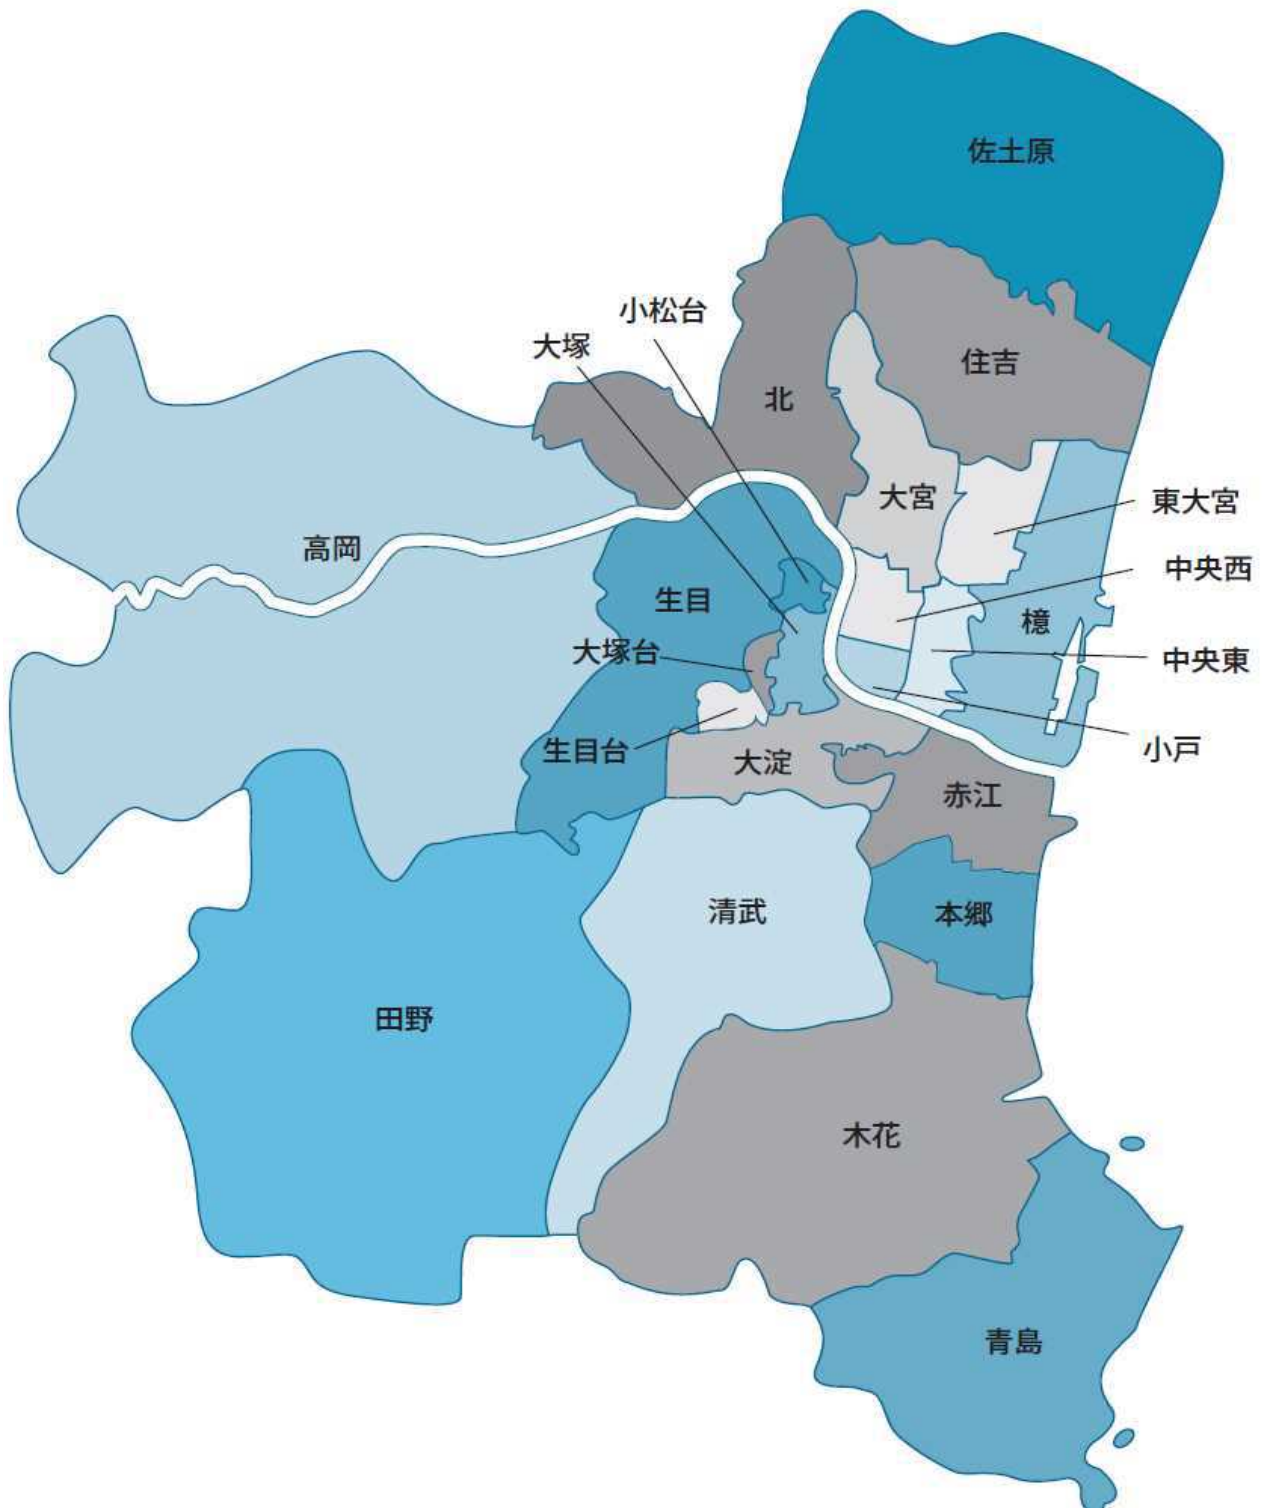 佐土原
小松台
大塚
住吉
北
大宮
東大宮
高岡
中央西
生目
檍
大塚台
中央東
生目台
小戸
大淀
赤江
清武
本郷
田野
木花
青島